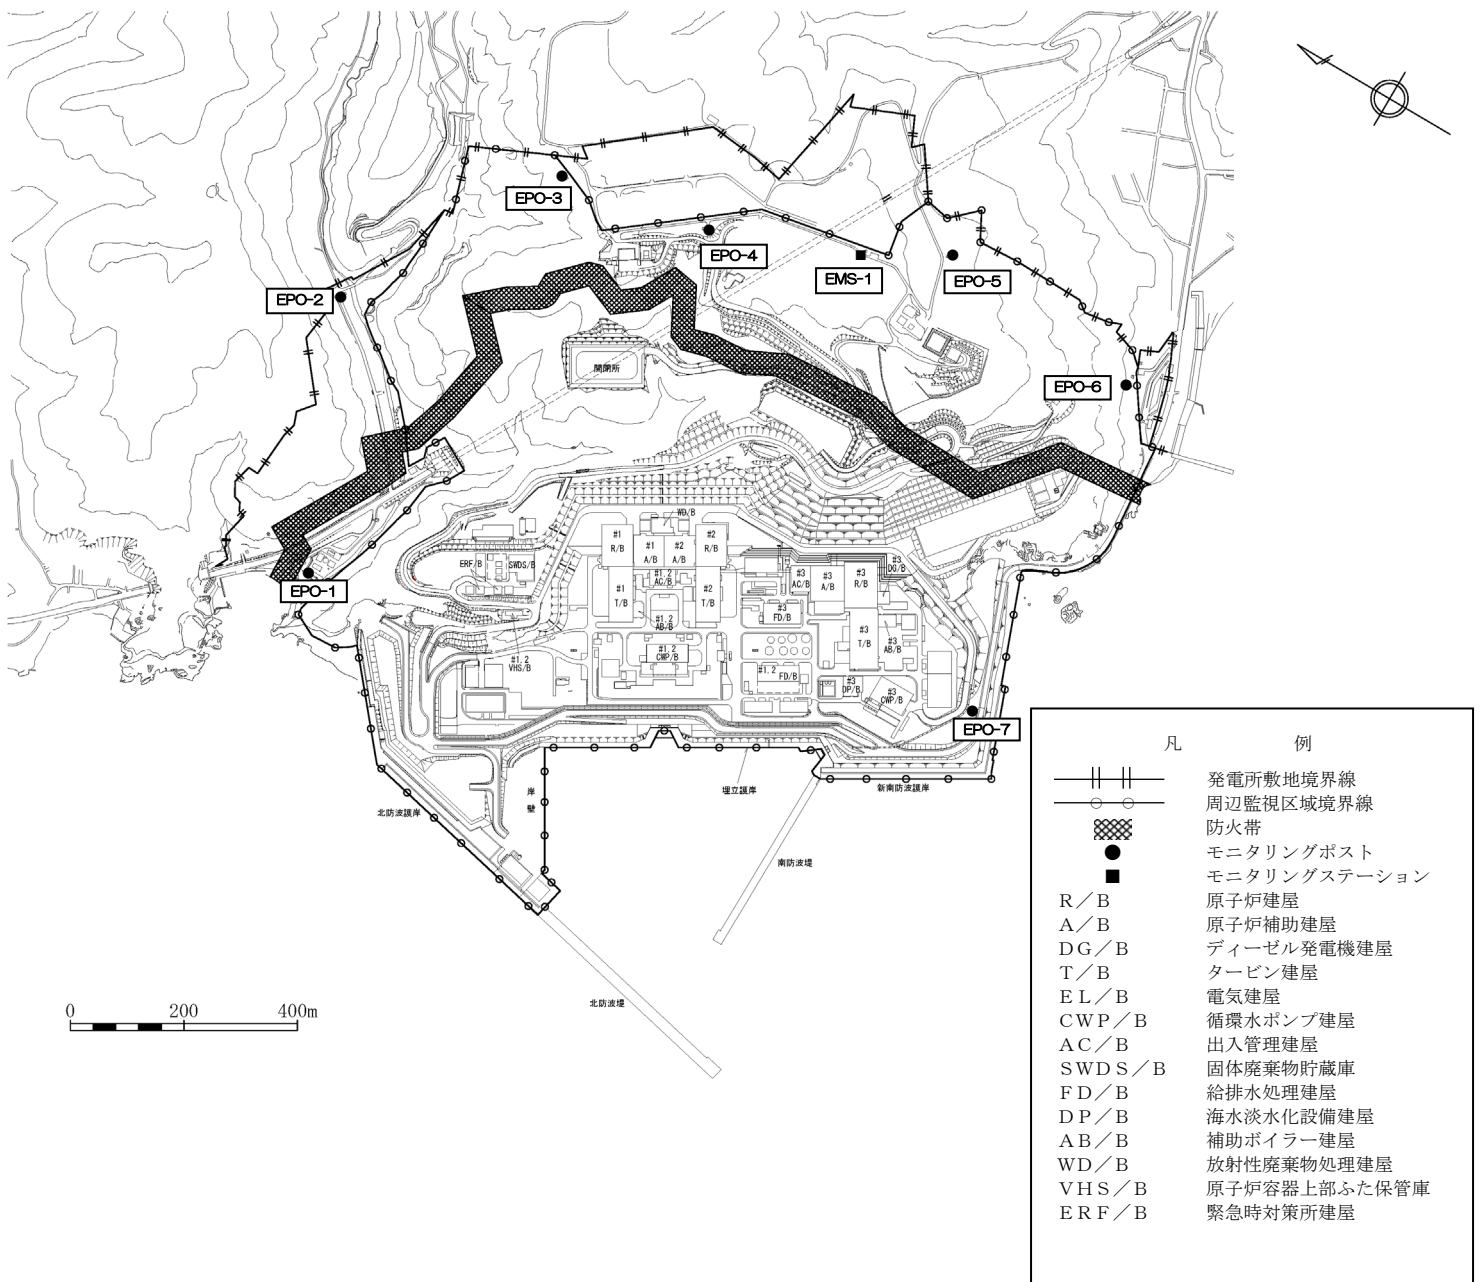 EPO-3
EPO-4
EMS-1
EPO-5
EPO-2
EPO-6
開閉所
WD/B
#1
R/B
#1
A/B
#2
A/B
#2
R/B
ERF/B
SWDS/B
#1,2
AC/B
#3
DG/B
#3
AC/B
#3
A/B
#3
R/B
EPO-1
#1
T/B
#2
T/B
#1,2
AB/B
#3
FD/B
#3
T/B
#3
AB/B
#1,2
VHS/B
#1,2
CWP/B
#1,2
FD/B
#3
DP/B
#3
CWP/B
EPO-7
岸壁
埋立護岸
新南防波護岸
北防波護岸
南防波堤
北防波堤
0 200 400m
凡 例
発電所敷地境界線
周辺監視区域境界線
防火帯
モニタリングポスト
モニタリングステーション
R/B 原子炉建屋
A/B 原子炉補助建屋
DG/B ディーゼル発電機建屋
T/B タービン建屋
EL/B 電気建屋
CWP/B 循環水ポンプ建屋
AC/B 出入管理建屋
SWDS/B 固体廃棄物貯蔵庫
FD/B 給排水処理建屋
DP/B 海水淡水化設備建屋
AB/B 補助ボイラー建屋
WD/B 放射性廃棄物処理建屋
VHS/B 原子炉容器上部ふた保管庫
ERF/B 緊急時対策所建屋